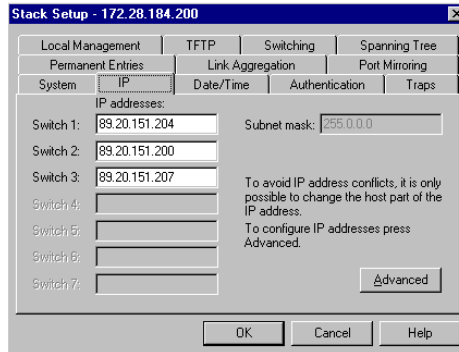 Stack Setup - 172.28.184.200
Local Management TFTP Switching Spanning Tree
Permanent Entries Link Aggregation Port Mirroring
System IP Date/Time Authentication Traps
IP addresses:
Switch 1: 89.20.151.204 Subnet mask: 255.0.0.0
Switch 2: 89.20.151.200
Switch 3: 89.20.151.207
To avoid IP address conflicts, it is only
possible to change the host part of the
IP address.
To configure IP addresses press
Advanced.
Switch 4:
Switch 5:
Switch 6:
Switch 7:
Advanced
OK Cancel Help